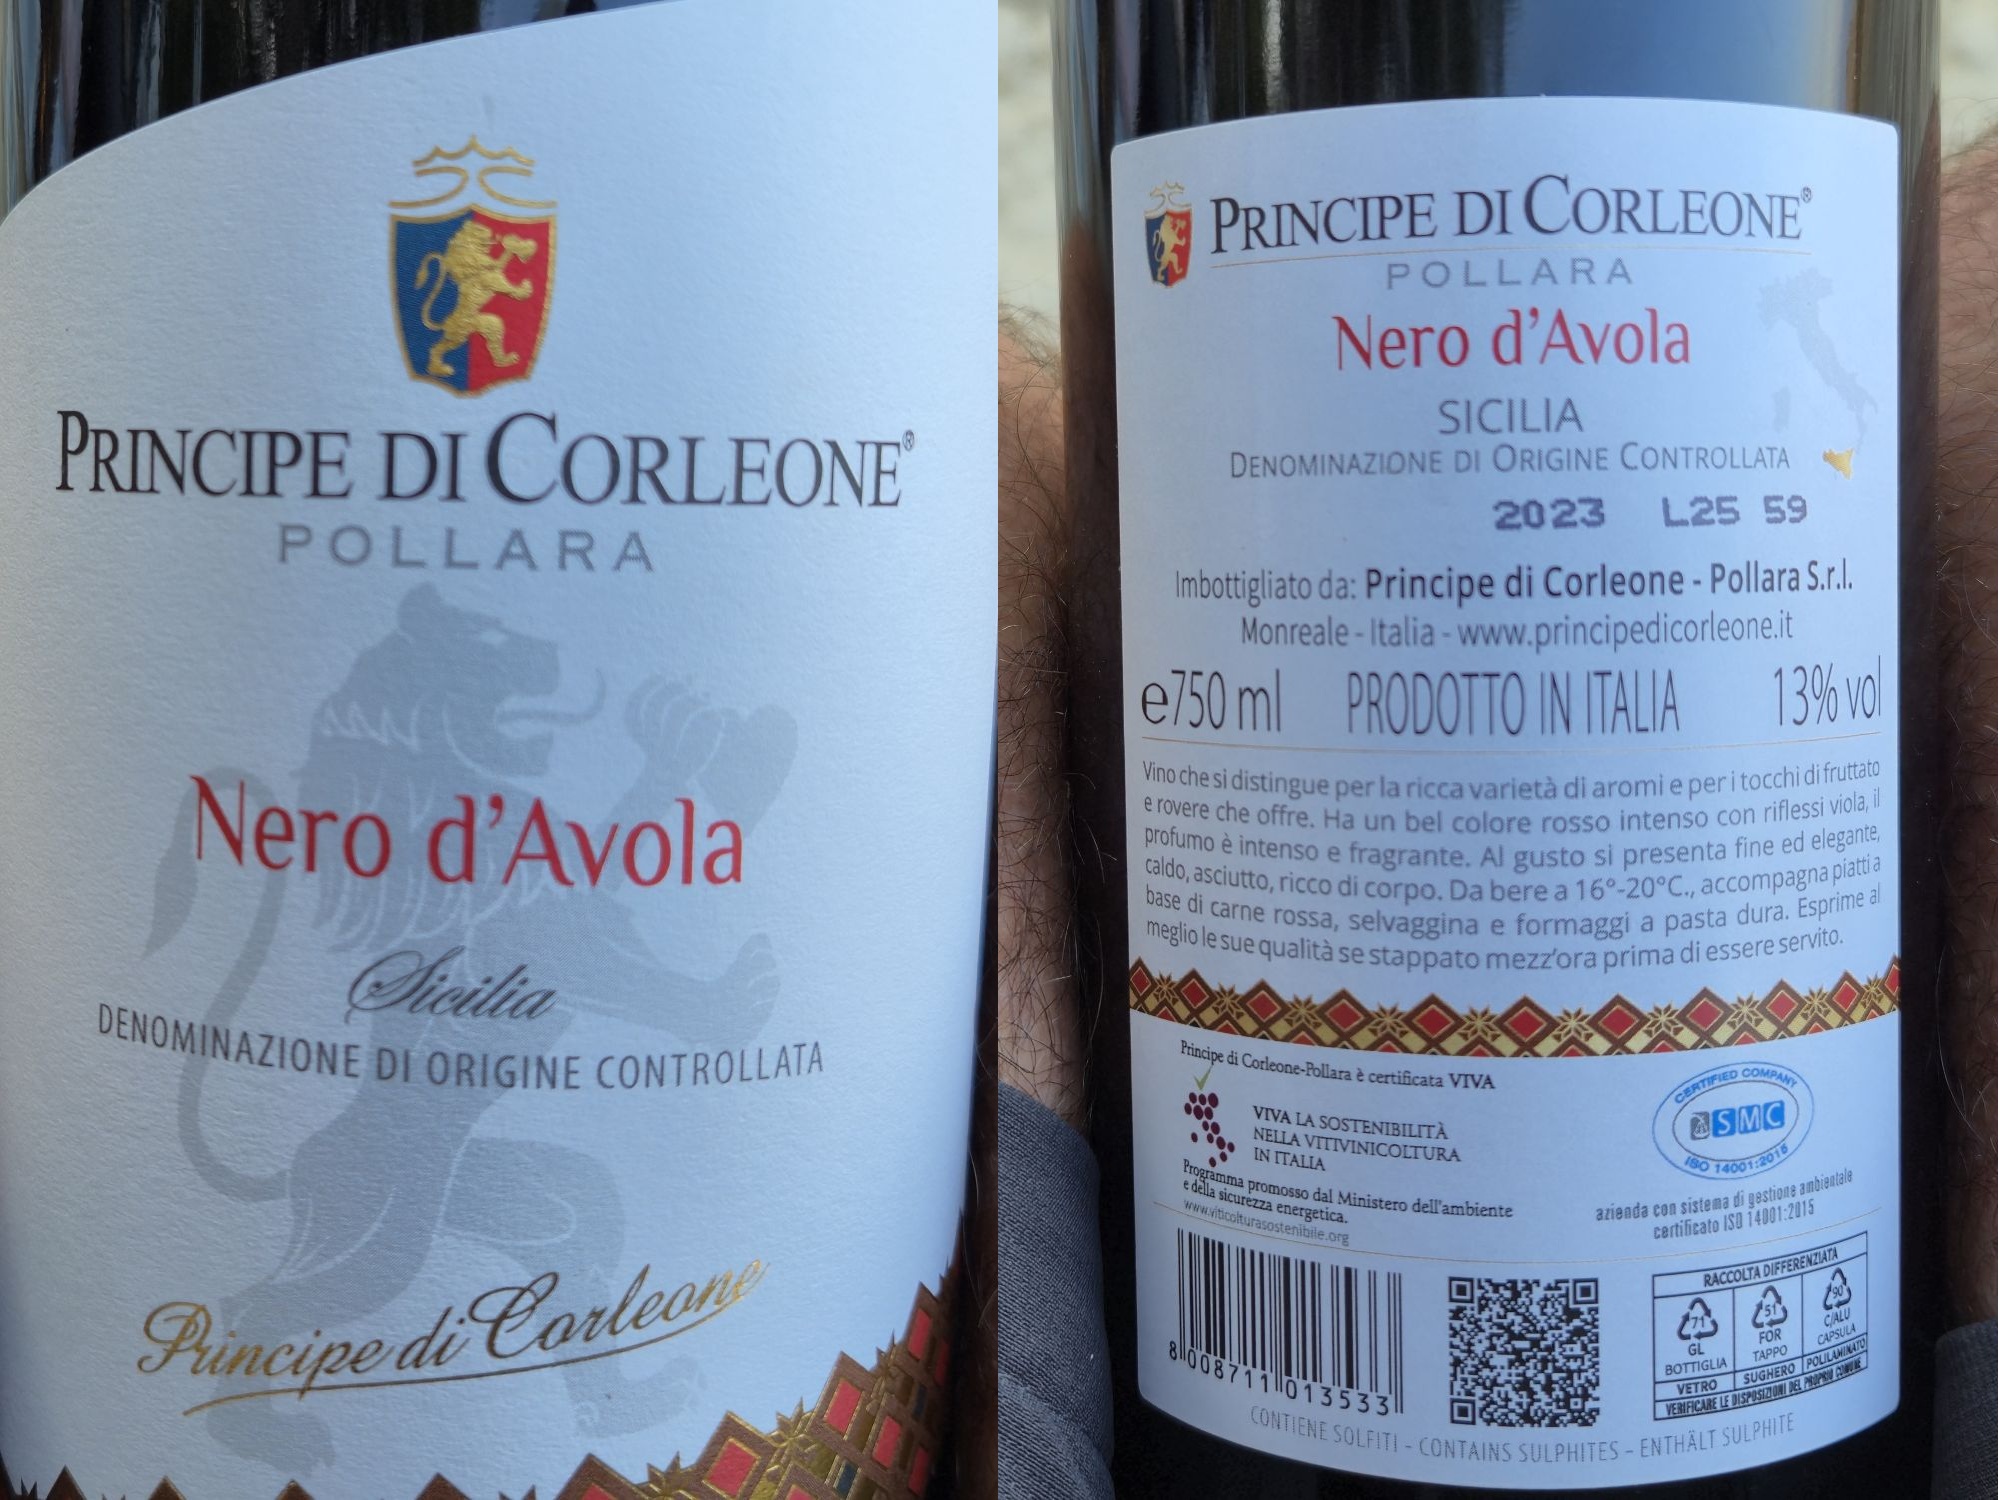 PRINCIPE DI CORLEONE®
POLLARA
Nero d'Avola
Sicilia
DENOMINAZIONE DI ORIGINE CONTROLLATA
Principe di Corleone
PRINCIPE DI CORLEONE®
POLLARA
Nero d'Avola
SICILIA
DENOMINAZIONE DI ORIGINE CONTROLLATA
2023 L25 59
Imbottigliato da: Principe di Corleone - Pollara S.r.l.
Monreale - Italia - www.principedicorleone.it
e750 ml PRODOTTO IN ITALIA 13% vol
Vino che si distingue per la ricca varietà di aromi e per i tocchi di fruttato
e rovere che offre. Ha un bel colore rosso intenso con riflessi viola, il
profumo è intenso e fragrante. Al gusto si presenta fine ed elegante,
caldo, asciutto, ricco di corpo. Da bere a 16°-20°C., accompagna piatti a
base di carne rossa, selvaggina e formaggi a pasta dura. Esprime al
meglio le sue qualità se stappato mezz'ora prima di essere servito.
Principe di Corleone-Pollara è certificata VIVA
VIVA LA SOSTENIBILITÀ
NELLA VITIVINICOLTURA
IN ITALIA
Programma promosso dal Ministero dell'ambiente
e della sicurezza energetica.
www.viticolturasostenibile.org
CERTIFIED COMPANY
SMC
ISO 14001:2015
azienda con sistema di gestione ambientale
certificato ISO 14001:2015
8 008711 013533
RACCOLTA DIFFERENZIATA
71 51 90
GL FOR C/ALU
BOTTIGLIA TAPPO CAPSULA
VETRO SUGHERO POLILAMINATO
VERIFICARE LE DISPOSIZIONI DEL PROPRIO COMUNE
CONTIENE SOLFITI - CONTAINS SULPHITES - ENTHÄLT SULPHITE